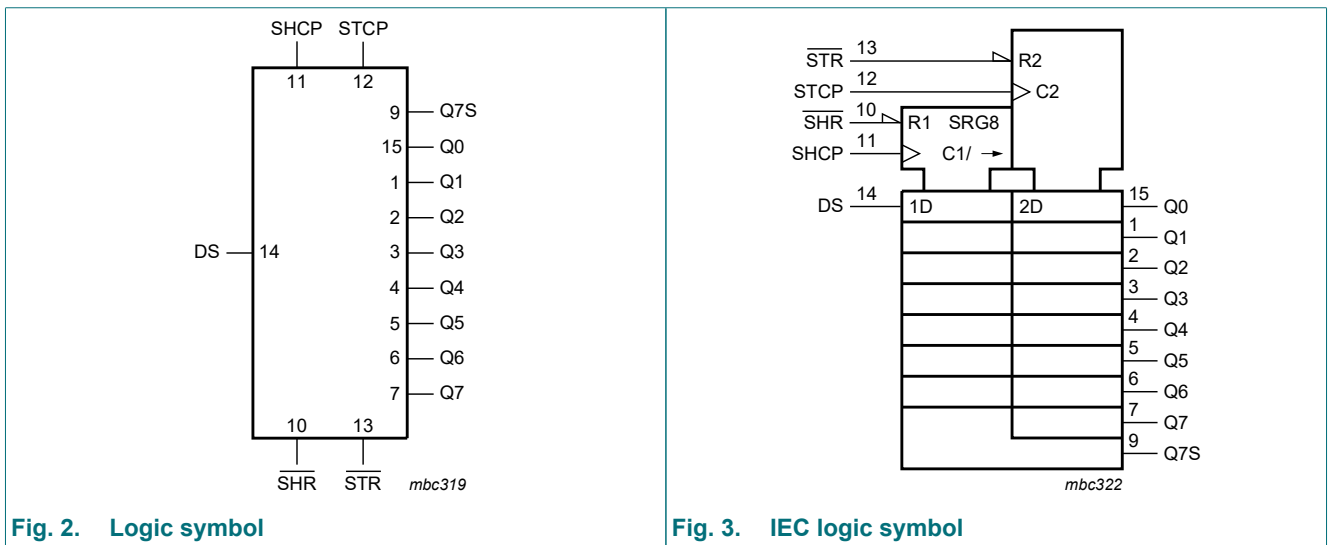 SHCP STCP
11 12
9 Q7S
15 Q0
1 Q1
2 Q2
DS 14 3 Q3
4 Q4
5 Q5
6 Q6
7 Q7
10 13
SHR STR mbc319
Fig. 2. Logic symbol
STR 13 R2
STCP 12 C2
SHR 10 R1 SRG8
SHCP 11 C1/ →
DS 14 1D 2D 15 Q0
1 Q1
2 Q2
3 Q3
4 Q4
5 Q5
6 Q6
7 Q7
9 Q7S
mbc322
Fig. 3. IEC logic symbol